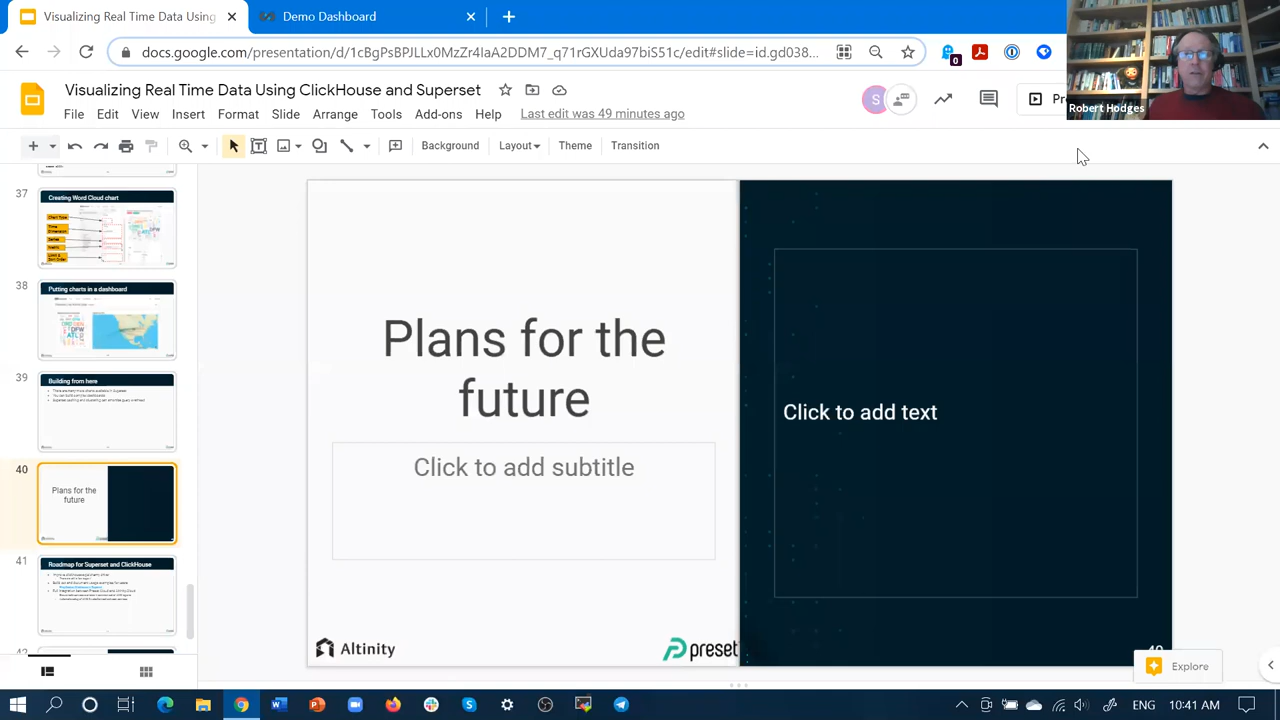 Visualizing Real Time Data Using
Demo Dashboard
docs.google.com/presentation/d/1cBgPsBPJLLx0MzZr4IaA2DDM7_q71rGXUda97biS51c/edit#slide=id.gd038...
0
Visualizing Real Time Data Using ClickHouse and Superset
File Edit View Insert Format Slide Arrange Tools Add-ons Help Last edit was 49 minutes ago
S
Robert Hodges
Background Layout Theme Transition
37
Creating Word Cloud chart
38
Putting charts in a dashboard
39
Building from here
40
Plans for the
future
41
Roadmap for Superset and ClickHouse
Plans for the
future
Click to add subtitle
Click to add text
Altinity
preset
Explore
ENG 10:41 AM